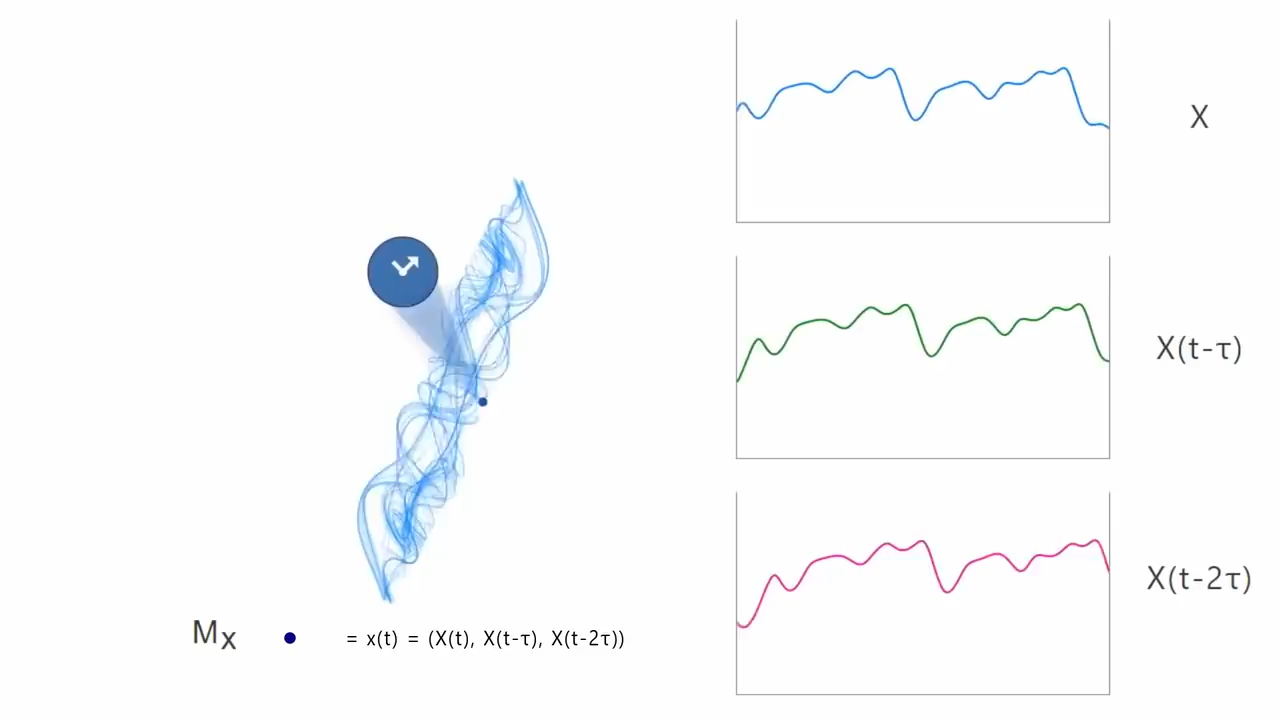 X
X(t-τ)
X(t-2τ)
Mx
= x(t) = (X(t), X(t-τ), X(t-2τ))